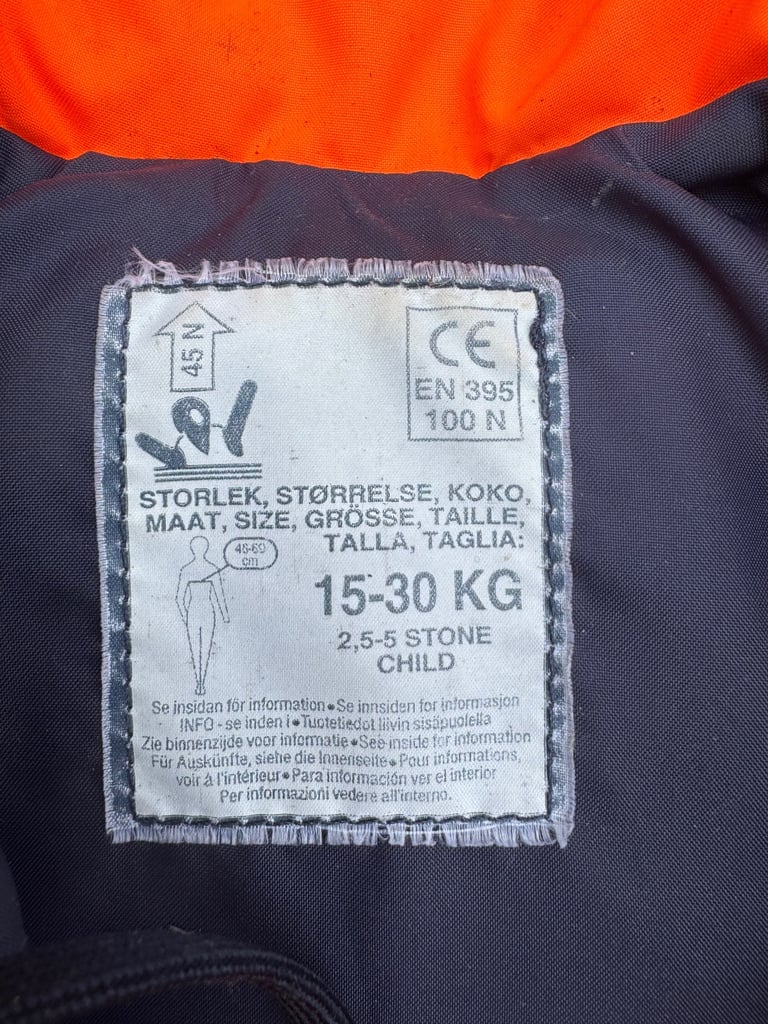 45 N
CE
EN 395
100 N
STORLEK, STØRRELSE, KOKO,
MAAT, SIZE, GRÖSSE, TAILLE,
TALLA, TAGLIA:
cm
15-30 KG
2,5-5 STONE
CHILD
Se insidan för information • Se innsiden for informasjon
INFO - se inden i • Tuotetiedot liivin sisäpuolella
Zie binnenzijde voor informatie • See inside for information
Für Auskünfte, siehe die Innenseite • Pour informations,
voir à l'intérieur • Para información ver el interior
Per informazioni vedere all'interno.